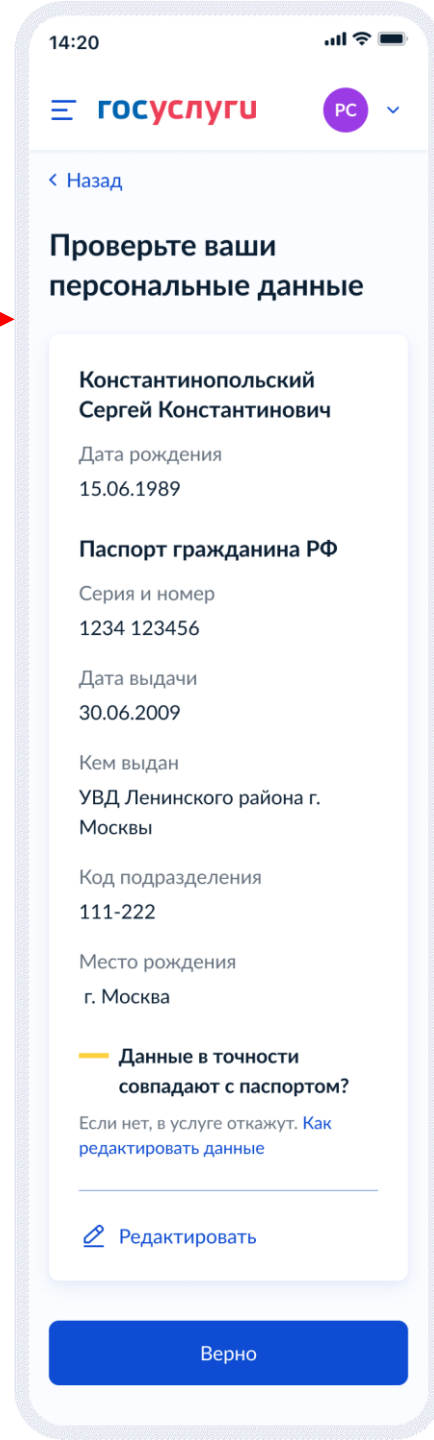 14:20
госуслуги
РС
Назад
Проверьте ваши
персональные данные
Константинопольский
Сергей Константинович
Дата рождения
15.06.1989
Паспорт гражданина РФ
Серия и номер
1234 123456
Дата выдачи
30.06.2009
Кем выдан
УВД Ленинского района г.
Москвы
Код подразделения
111-222
Место рождения
г. Москва
Данные в точности
совпадают с паспортом?
Если нет, в услуге откажут. Как
редактировать данные
Редактировать
Верно